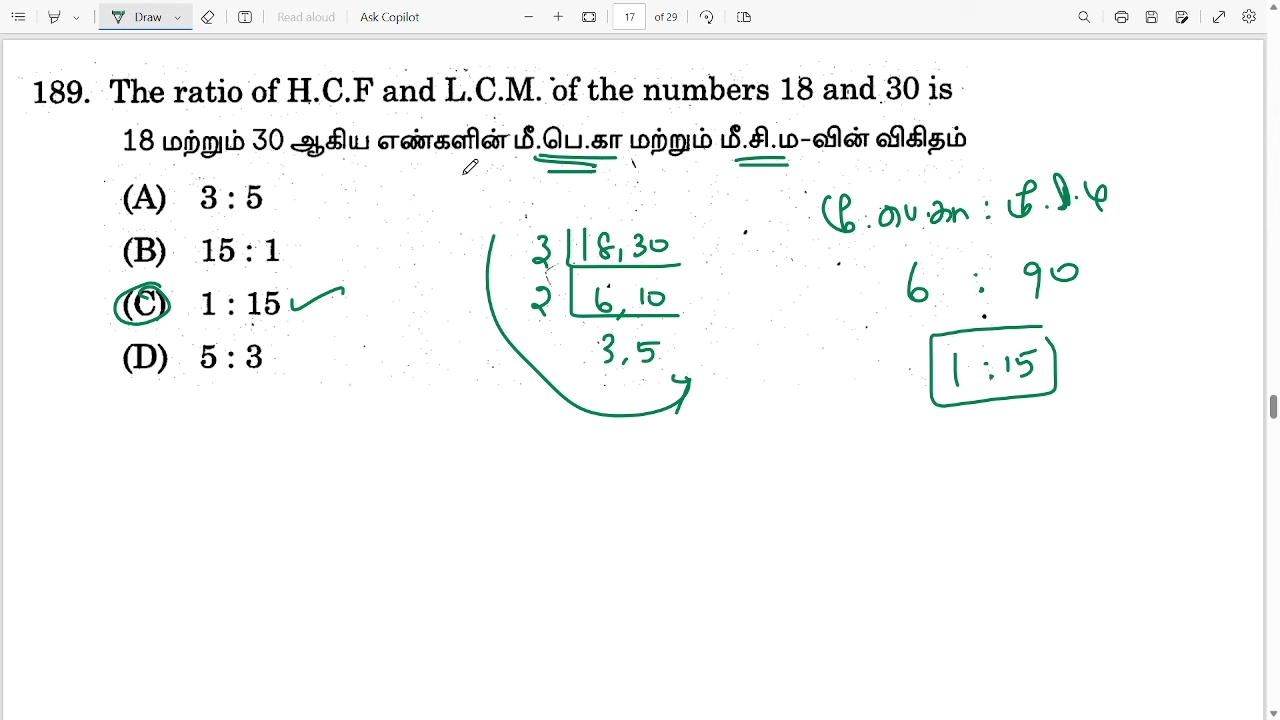 Draw Read aloud Ask Copilot 17 of 29
189. The ratio of H.C.F and L.C.M. of the numbers 18 and 30 is
18 மற்றும் 30 ஆகிய எண்களின் மீ.பெ.கா மற்றும் மீ.சி.ம-வின் விகிதம்
(A) 3 : 5
(B) 15 : 1
(C) 1 : 15
(D) 5 : 3
3 18, 30
2 6, 10
3, 5
6 : 90
1 : 15